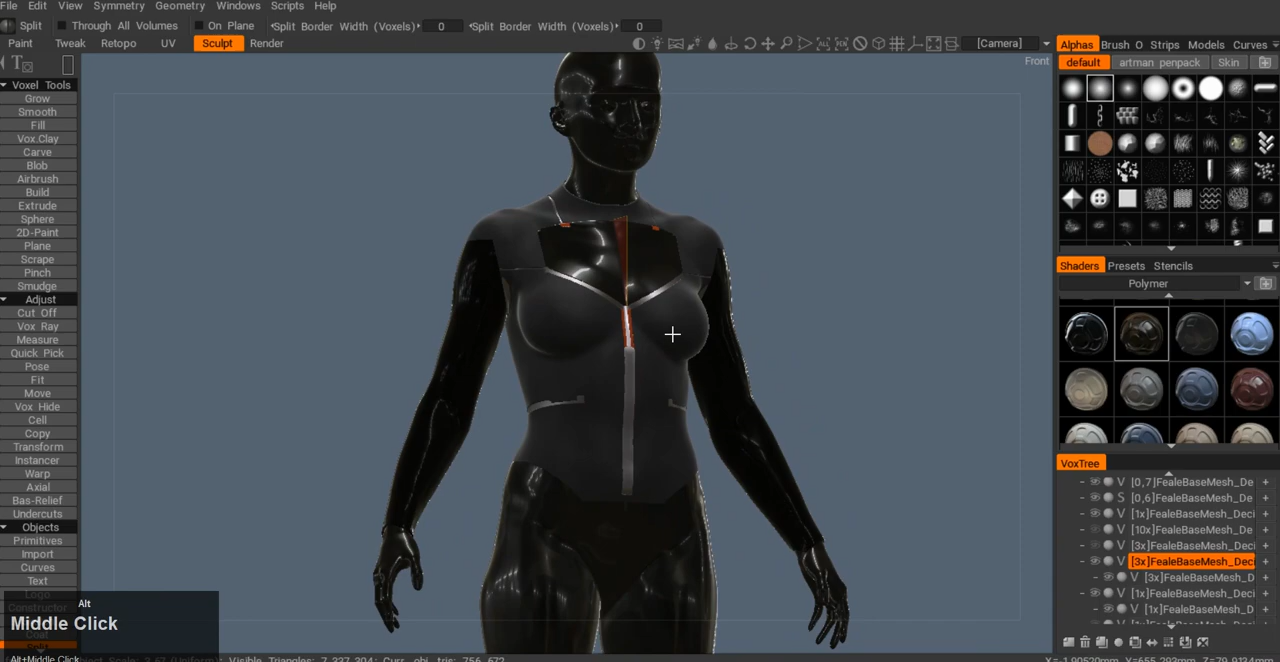 File Edit View Symmetry Geometry Windows Scripts Help
Split Through All Volumes On Plane Split Border Width (Voxels) 0 Split Border Width (Voxels) 0
Paint Tweak Retopo UV Sculpt Render [Camera]
Front
Voxel Tools
Grow
Smooth
Fill
Vox.Clay
Carve
Blob
Airbrush
Build
Extrude
Sphere
2D-Paint
Plane
Scrape
Pinch
Smudge
Adjust
Cut Off
Vox Ray
Measure
Quick Pick
Pose
Fit
Move
Vox Hide
Cell
Copy
Transform
Instancer
Warp
Axial
Bas-Relief
Undercuts
Objects
Primitives
Import
Curves
Text
Logo
Constructor
Coat
Alphas Brush O Strips Models Curves
default artman penpack Skin
Shaders Presets Stencils
Polymer
VoxTree
[0,7]FealeBaseMesh_De +
[0,6]FealeBaseMesh_De +
[1x]FealeBaseMesh_Deci +
[10x]FealeBaseMesh_De +
[3x]FealeBaseMesh_Deci +
[3x]FealeBaseMesh_Deci +
[3x]FealeBaseMesh_D +
[1x]FealeBaseMesh_Deci +
[1x]FealeBaseMesh_D +
Alt
Middle Click
Alt+Middle Click